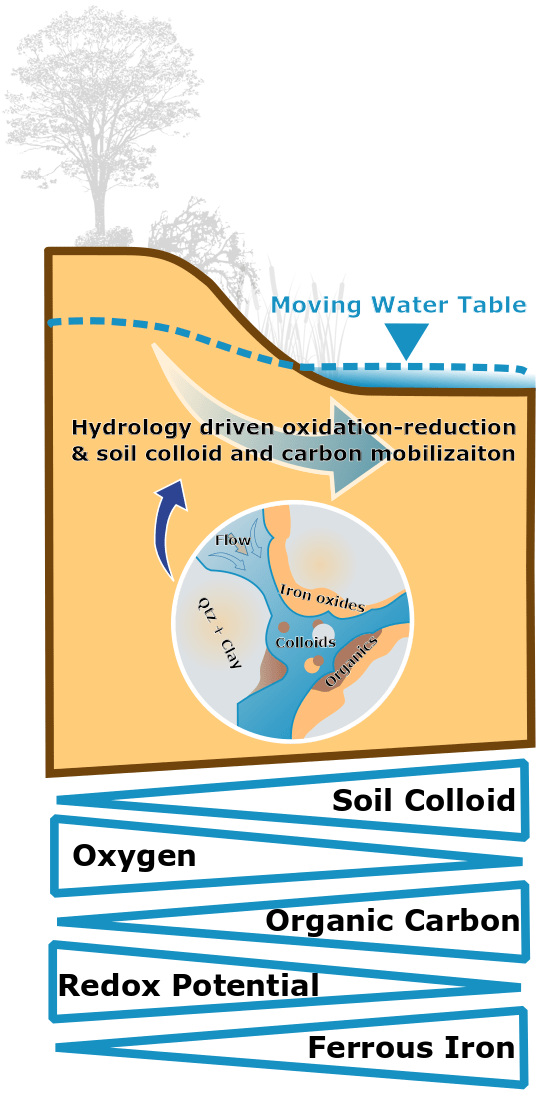 Moving Water Table
Hydrology driven oxidation-reduction
& soil colloid and carbon mobilizaiton
Flow
Iron oxides
Qtz + Clay
Colloids
Organics
Soil Colloid
Oxygen
Organic Carbon
Redox Potential
Ferrous Iron